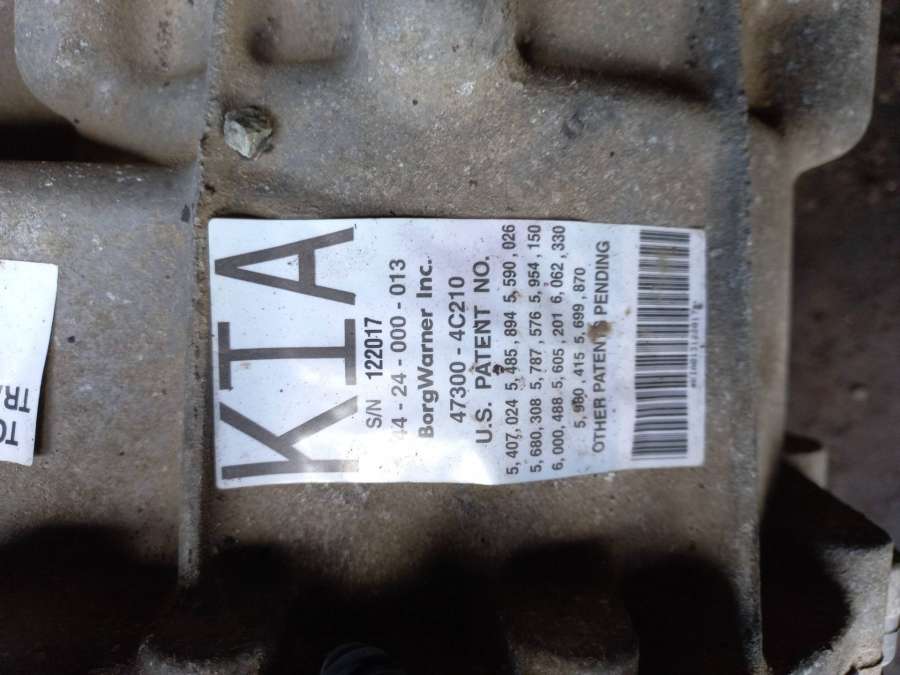 KIA
S/N 122017
44-24-000-013
BorgWarner Inc.
47300-4C210
U.S. PATENT NO.
5,407,024 5,485,894 5,590,026
5,680,308 5,787,576 5,954,150
6,000,488 5,605,201 6,062,330
5,980,415 5,699,870
OTHER PATENTS PENDING